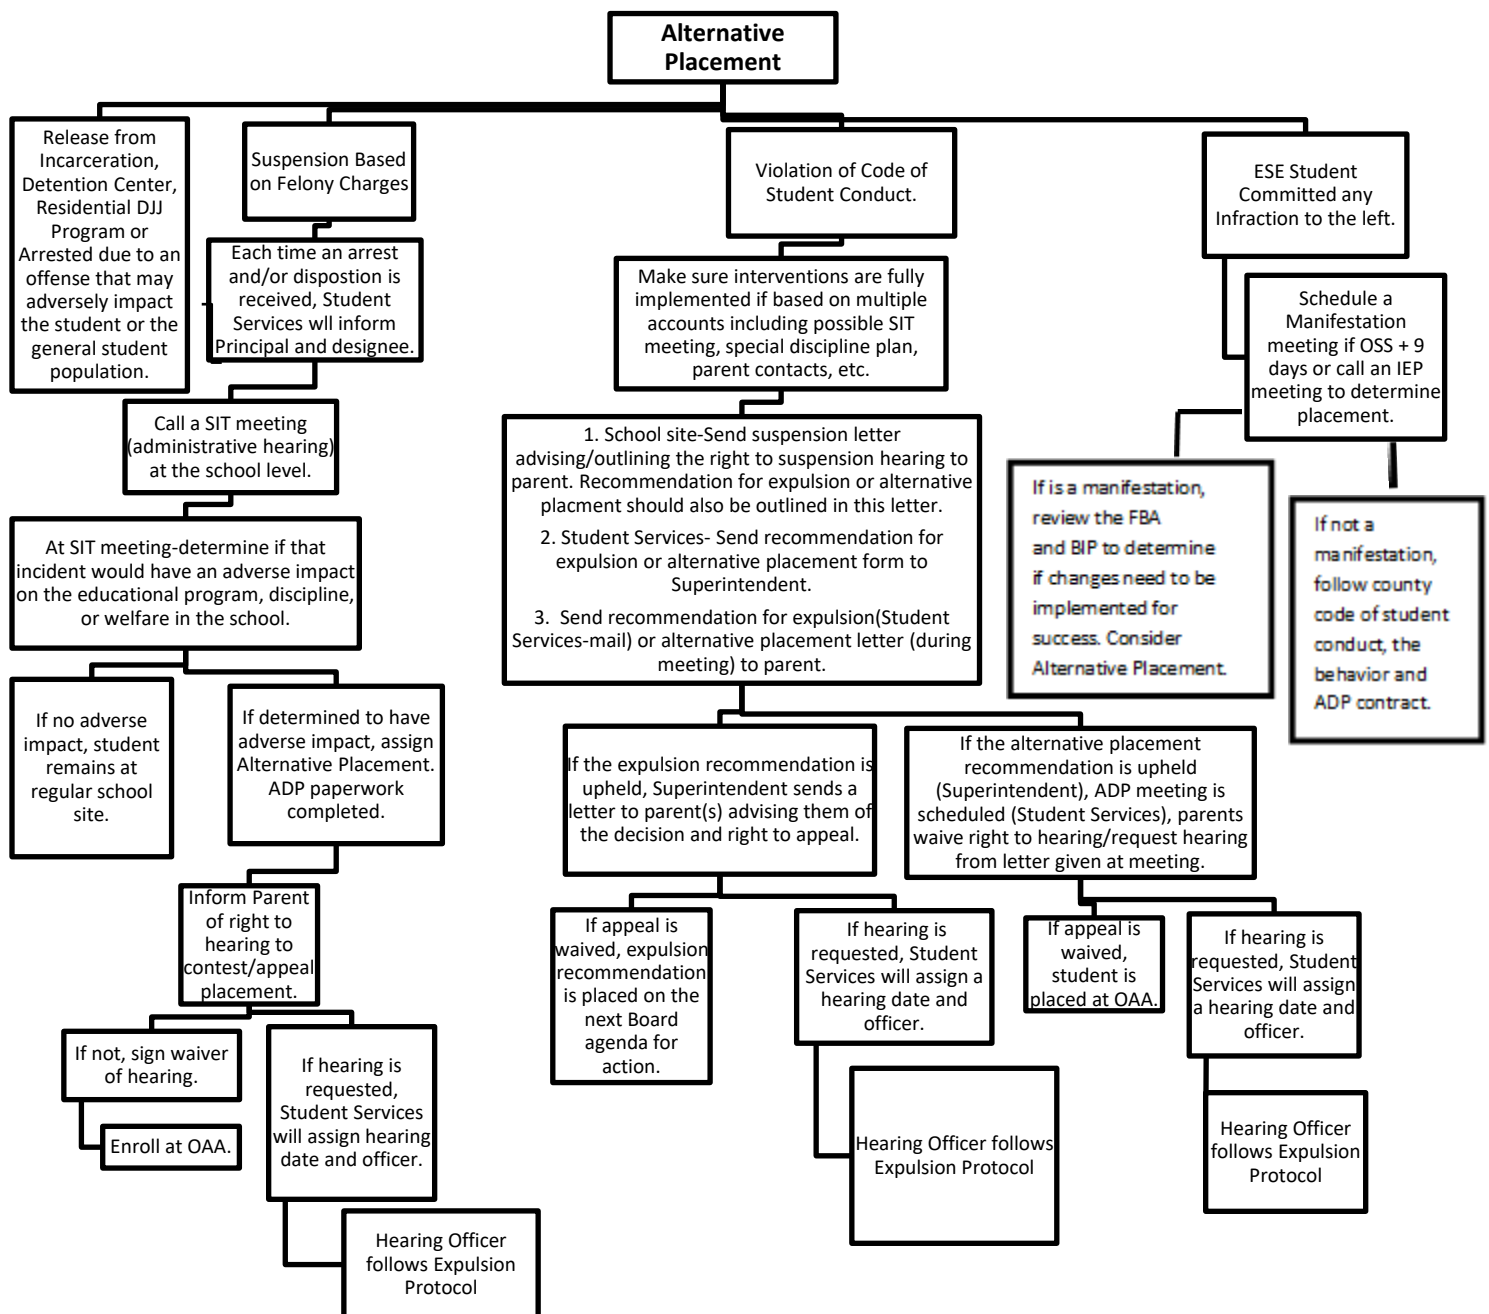 Alternative
Placement
Release from
Incarceration,
Detention Center,
Residential DJJ
Program or
Arrested due to an
offense that may
adversely impact
the student or the
general student
population.
Suspension Based
on Felony Charges
Each time an arrest
and/or dispostion is
received, Student
Services wll inform
Principal and designee.
Call a SIT meeting
(administrative hearing)
at the school level.
At SIT meeting-determine if that
incident would have an adverse impact
on the educational program, discipline,
or welfare in the school.
If no adverse
impact, student
remains at
regular school
site.
If determined to have
adverse impact, assign
Alternative Placement.
ADP paperwork
completed.
Inform Parent
of right to
hearing to
contest/appeal
placement.
If not, sign waiver
of hearing.
Enroll at OAA.
If hearing is
requested,
Student Services
will assign hearing
date and officer.
Hearing Officer
follows Expulsion
Protocol
Violation of Code of
Student Conduct.
Make sure interventions are fully
implemented if based on multiple
accounts including possible SIT
meeting, special discipline plan,
parent contacts, etc.
1. School site-Send suspension letter
advising/outlining the right to suspension hearing to
parent. Recommendation for expulsion or alternative
placment should also be outlined in this letter.
2. Student Services- Send recommendation for
expulsion or alternative placement form to
Superintendent.
3. Send recommendation for expulsion(Student
Services-mail) or alternative placement letter (during
meeting) to parent.
If the expulsion recommendation is
upheld, Superintendent sends a
letter to parent(s) advising them of
the decision and right to appeal.
If appeal is
waived, expulsion
recommendation
is placed on the
next Board
agenda for
action.
If hearing is
requested, Student
Services will assign a
hearing date and
officer.
Hearing Officer follows
Expulsion Protocol
If the alternative placement
recommendation is upheld
(Superintendent), ADP meeting is
scheduled (Student Services), parents
waive right to hearing/request hearing
from letter given at meeting.
If appeal is
waived,
student is
placed at OAA.
If hearing is
requested, Student
Services will assign
a hearing date and
officer.
Hearing Officer
follows Expulsion
Protocol
ESE Student
Committed any
Infraction to the left.
Schedule a
Manifestation
meeting if OSS + 9
days or call an IEP
meeting to determine
placement.
If is a manifestation,
review the FBA
and BIP to determine
if changes need to be
implemented for
success. Consider
Alternative Placement.
If not a
manifestation,
follow county
code of student
conduct, the
behavior and
ADP contract.